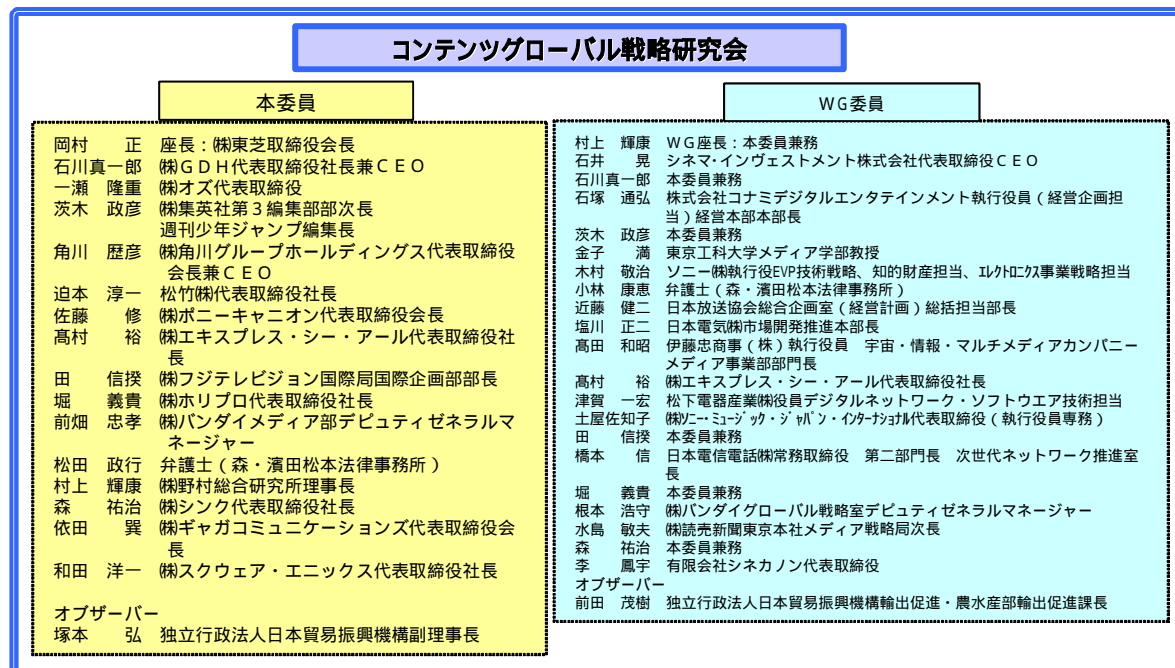 コンテンツグローバル戦略研究会
本委員
岡村　　正　座長：㈱東芝取締役会長
石川真一郎　㈱ＧＤＨ代表取締役社長兼ＣＥＯ
一瀬　隆重　㈱オズ代表取締役
茨木　政彦　㈱集英社第３編集部部次長
週刊少年ジャンプ編集長
角川　歴彦　㈱角川グループホールディングス代表取締役
会長兼ＣＥＯ
迫本　淳一　松竹㈱代表取締役社長
佐藤　　修　㈱ポニーキャニオン代表取締役会長
髙村　　裕　㈱エキスプレス・シー・アール代表取締役社
長
田　　信揆　㈱フジテレビジョン国際局国際企画部部長
堀　　義貴　㈱ホリプロ代表取締役社長
前畑　忠孝　㈱バンダイメディア部デピュティゼネラルマ
ネージャー
松田　政行　弁護士（森・濱田松本法律事務所）
村上　輝康　㈱野村総合研究所理事長
森　　祐治　㈱シンク代表取締役社長
依田　　巽　㈱ギャガコミュニケーションズ代表取締役会
長
和田　洋一　㈱スクウェア・エニックス代表取締役社長
オブザーバー
塚本　　弘　独立行政法人日本貿易振興機構副理事長
ＷＧ委員
村上　輝康　ＷＧ座長：本委員兼務
石井　　晃　シネマ・インヴェストメント株式会社代表取締役ＣＥＯ
石川真一郎　本委員兼務
石塚　通弘　株式会社コナミデジタルエンタテインメント執行役員（経営企画担
当）経営本部本部長
茨木　政彦　本委員兼務
金子　　満　東京工科大学メディア学部教授
木村　敬治　ソニー㈱執行役EVP技術戦略、知的財産担当、ｴﾚｸﾄﾛﾆｸｽ事業戦略担当
小林　康恵　弁護士（森・濱田松本法律事務所）
近藤　健二　日本放送協会総合企画室（経営計画）総括担当部長
塩川　正二　日本電気㈱市場開発推進本部長
髙田　和昭　伊藤忠商事（株）執行役員　宇宙・情報・マルチメディアカンパニー
メディア事業部部門長
髙村　　裕　㈱エキスプレス・シー・アール代表取締役社長
津賀　一宏　松下電器産業㈱役員デジタルネットワーク・ソフトウエア技術担当
土屋佐知子　㈱ｿﾆｰ・ﾐｭｰｼﾞｯｸ・ｼﾞｬﾊﾟﾝ・ｲﾝﾀｰﾅｼｮﾅﾙ代表取締役（執行役員専務）
田　　信揆　本委員兼務
橋本　　信　日本電信電話㈱常務取締役　第二部門長　次世代ネットワーク推進室
長
堀　　義貴　本委員兼務
根本　浩守　㈱バンダイグローバル戦略室デピュティゼネラルマネージャー
水島　敏夫　㈱読売新聞東京本社メディア戦略局次長
森　　祐治　本委員兼務
李　　鳳宇　有限会社シネカノン代表取締役
オブザーバー
前田　茂樹　独立行政法人日本貿易振興機構輸出促進・農水産部輸出促進課長